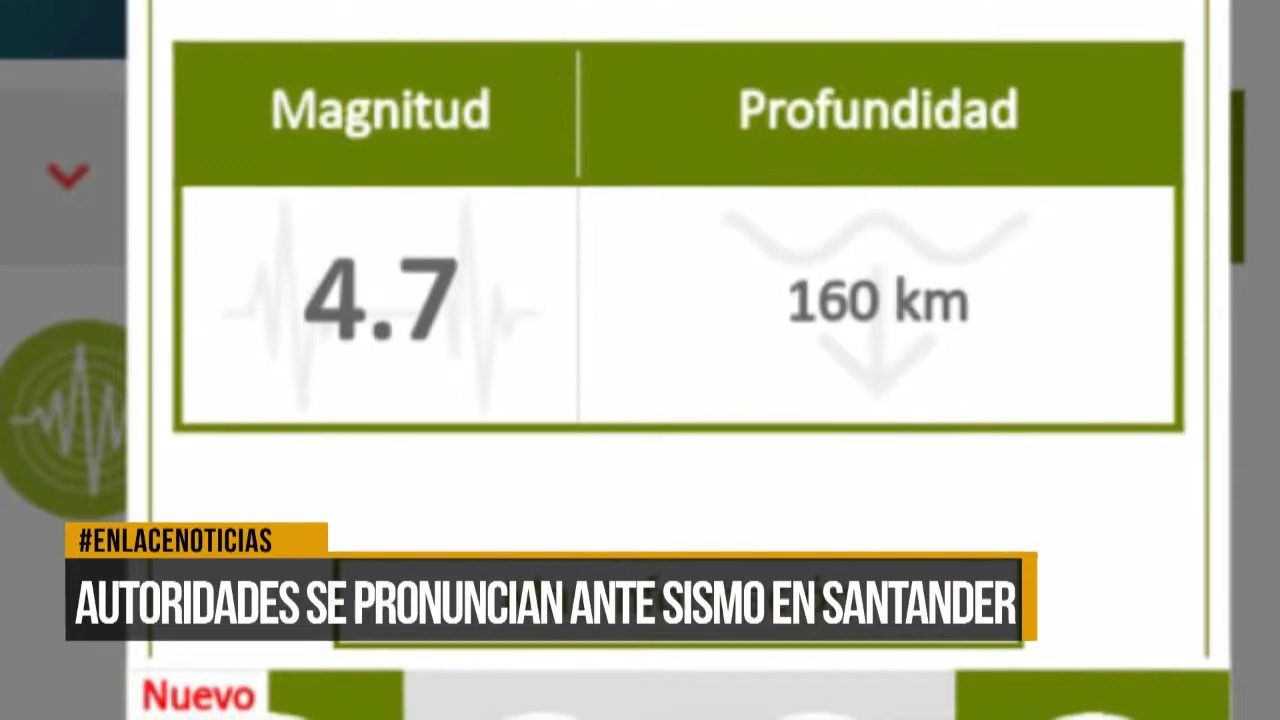 Magnitud
Profundidad
4.7
160 km
#ENLACENOTICIAS
AUTORIDADES SE PRONUNCIAN ANTE SISMO EN SANTANDER
Nuevo